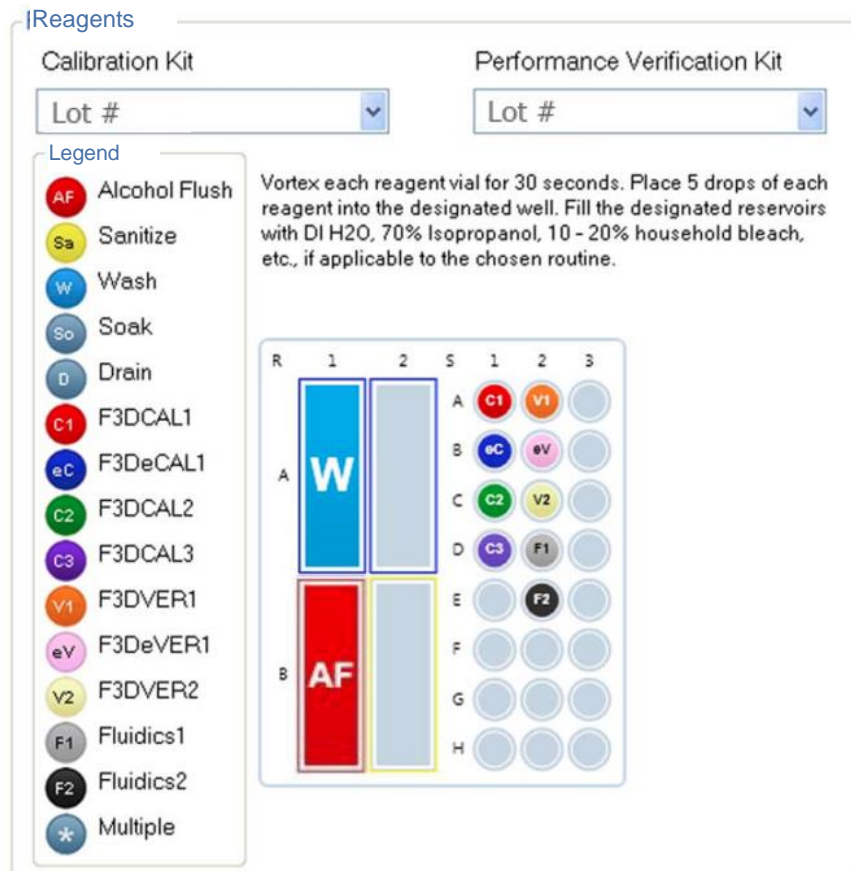 Reagents
Calibration Kit
Performance Verification Kit
Lot #
Lot #
Legend
AF Alcohol Flush
Sa Sanitize
W Wash
So Soak
D Drain
C1 F3DCAL1
eC F3DeCAL1
C2 F3DCAL2
C3 F3DCAL3
V1 F3DVER1
eV F3DeVER1
V2 F3DVER2
F1 Fluidics1
F2 Fluidics2
* Multiple
Vortex each reagent vial for 30 seconds. Place 5 drops of each
reagent into the designated well. Fill the designated reservoirs
with DI H2O, 70% Isopropanol, 10 - 20% household bleach,
etc., if applicable to the chosen routine.
R 1 2 S 1 2 3
A C1 V1
B eC eV
A W
C C2 V2
D C3 F1
E F2
F
B AF
G
H